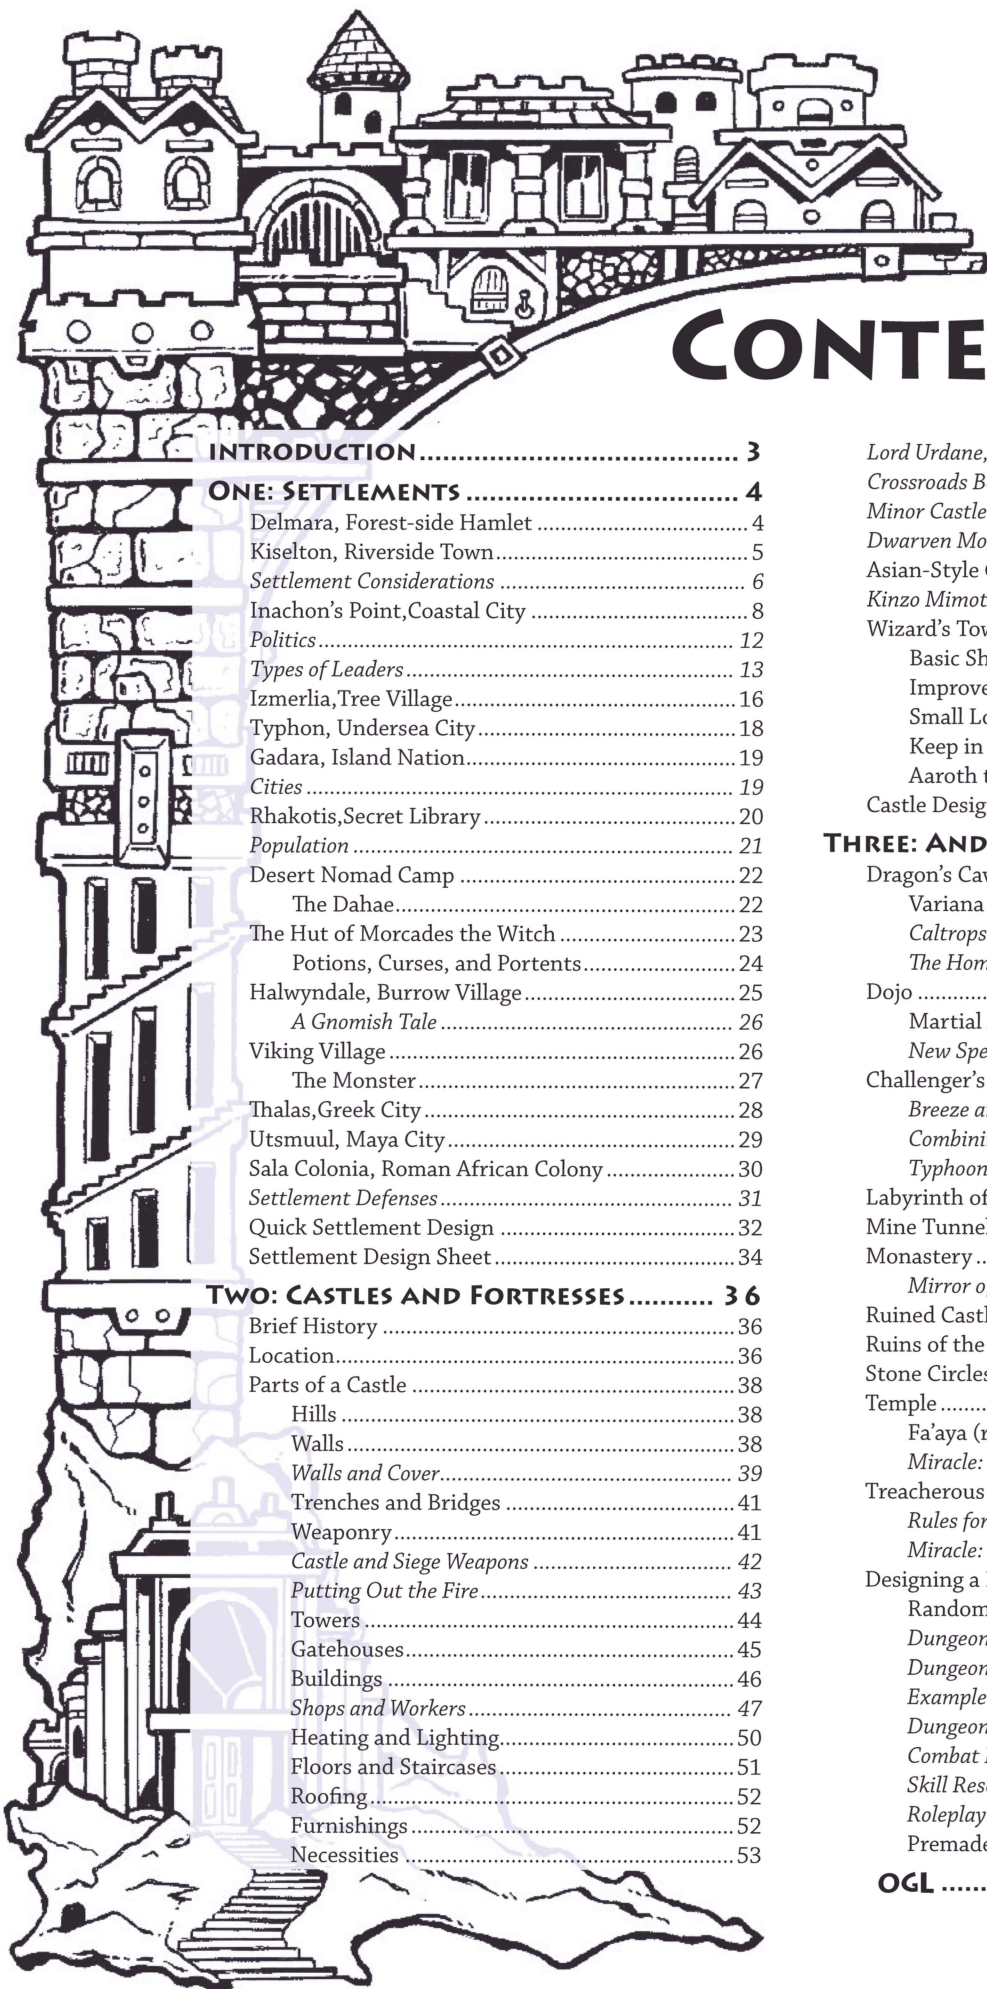 CONTE
INTRODUCTION ........................................ 3
ONE: SETTLEMENTS .................................. 4
Delmara, Forest-side Hamlet .................................. 4
Kiselton, Riverside Town ........................................ 5
Settlement Considerations ...................................... 6
Inachon's Point,Coastal City ................................... 8
Politics ................................................................ 12
Types of Leaders .................................................. 13
Izmerlia,Tree Village ............................................. 16
Typhon, Undersea City ......................................... 18
Gadara, Island Nation ........................................... 19
Cities .................................................................... 19
Rhakotis,Secret Library ......................................... 20
Population ............................................................ 21
Desert Nomad Camp ............................................ 22
The Dahae ............................................................ 22
The Hut of Morcades the Witch ............................ 23
Potions, Curses, and Portents ................................ 24
Halwyndale, Burrow Village .................................. 25
A Gnomish Tale .................................................... 26
Viking Village ........................................................ 26
The Monster ......................................................... 27
Thalas,Greek City .................................................. 28
Utsmuul, Maya City .............................................. 29
Sala Colonia, Roman African Colony ..................... 30
Settlement Defenses .............................................. 31
Quick Settlement Design ...................................... 32
Settlement Design Sheet ....................................... 34
TWO: CASTLES AND FORTRESSES ........... 36
Brief History ......................................................... 36
Location ............................................................... 36
Parts of a Castle .................................................... 38
Hills ..................................................................... 38
Walls .................................................................... 38
Walls and Cover .................................................... 39
Trenches and Bridges ............................................ 41
Weaponry ............................................................. 41
Castle and Siege Weapons ..................................... 42
Putting Out the Fire .............................................. 43
Towers .................................................................. 44
Gatehouses ........................................................... 45
Buildings .............................................................. 46
Shops and Workers ............................................... 47
Heating and Lighting ............................................ 50
Floors and Staircases ............................................ 51
Roofing ................................................................. 52
Furnishings .......................................................... 52
Necessities ........................................................... 53
Lord Urdane,
Crossroads B
Minor Castle
Dwarven Mo
Asian-Style
Kinzo Mimot
Wizard's Tow
Basic Sh
Improve
Small Lo
Keep in
Aaroth t
Castle Desig
THREE: AND
Dragon's Cav
Variana
Caltrops
The Hom
Dojo ............
Martial
New Spe
Challenger's
Breeze a
Combini
Typhoon
Labyrinth of
Mine Tunnel
Monastery ..
Mirror o
Ruined Castl
Ruins of the
Stone Circles
Temple .........
Fa'aya (r
Miracle:
Treacherous
Rules for
Miracle:
Designing a
Random
Dungeon
Dungeon
Example
Dungeon
Combat
Skill Res
Roleplay
Premade
OGL ......